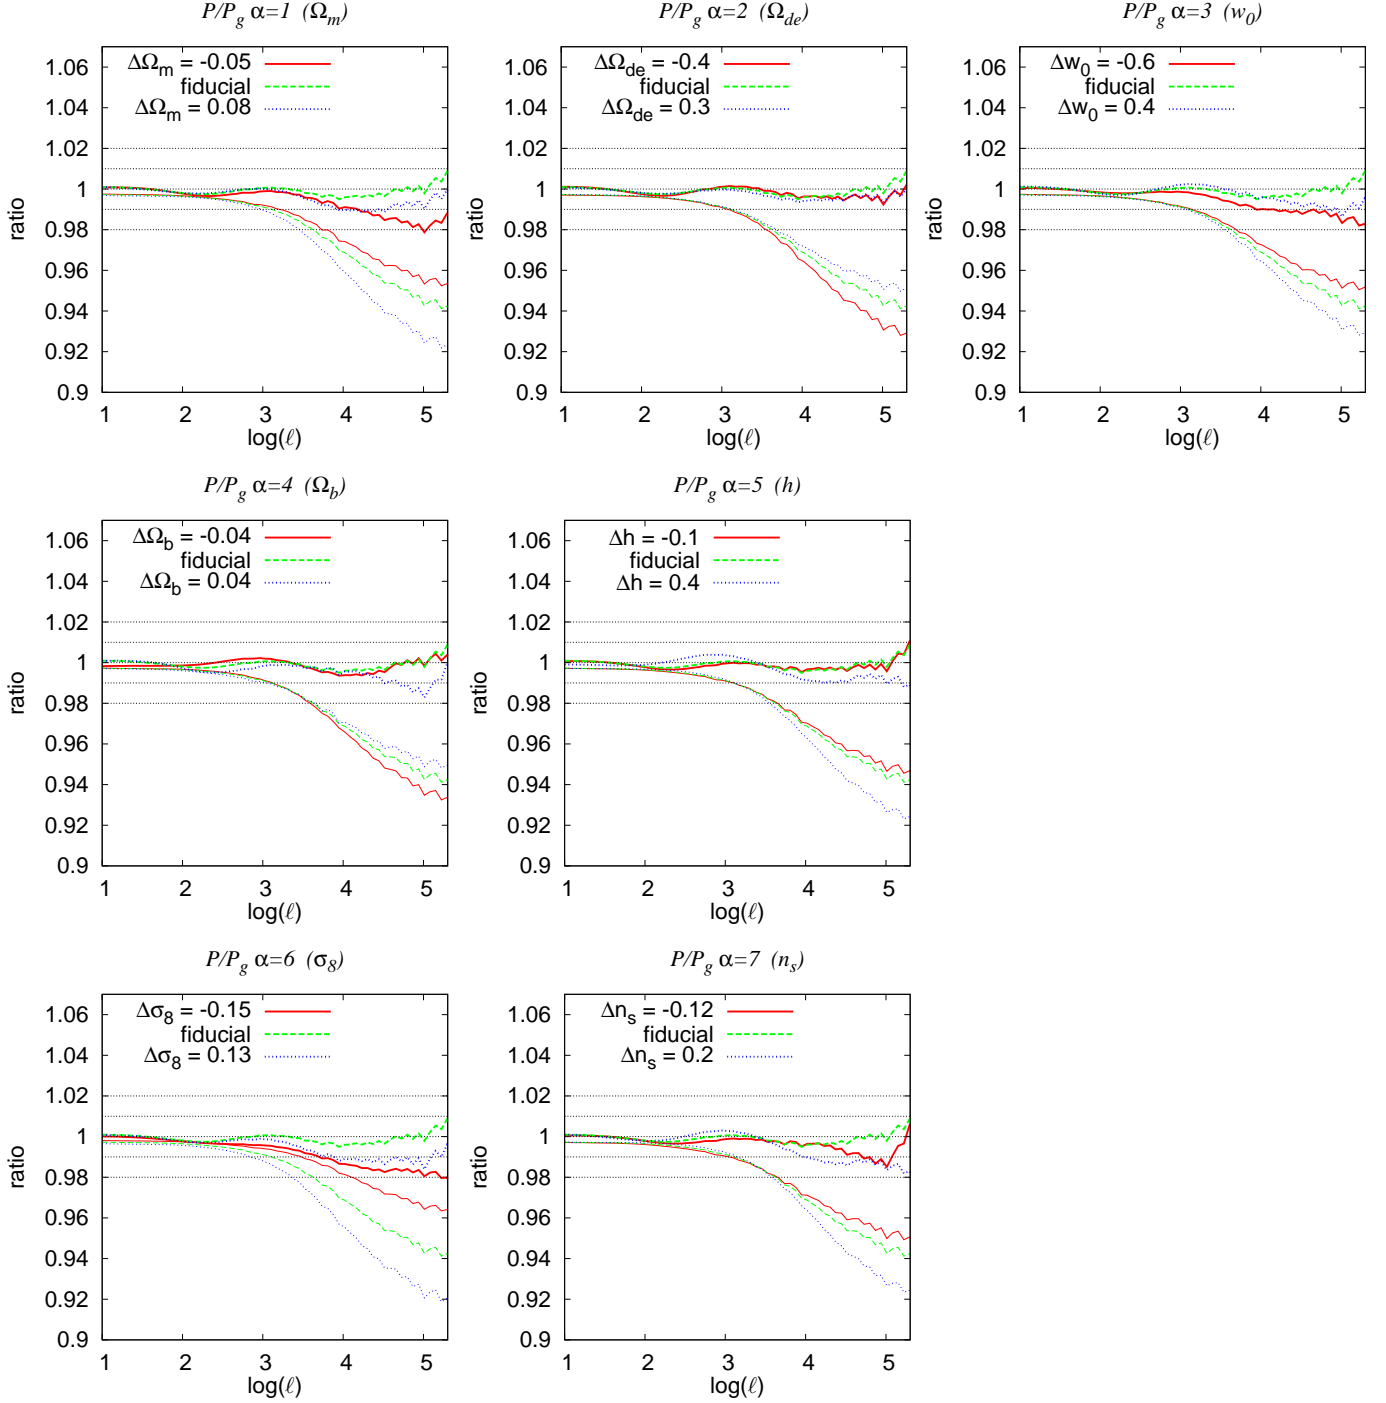 P/P_g α=1 (Ω_m)
ΔΩ_m = -0.05
fiducial
ΔΩ_m = 0.08
1.06
1.04
1.02
1
0.98
0.96
0.94
0.92
0.9
ratio
1 2 3 4 5
log(ℓ)
P/P_g α=2 (Ω_de)
ΔΩ_de = -0.4
fiducial
ΔΩ_de = 0.3
1.06
1.04
1.02
1
0.98
0.96
0.94
0.92
0.9
ratio
1 2 3 4 5
log(ℓ)
P/P_g α=3 (w_0)
Δw_0 = -0.6
fiducial
Δw_0 = 0.4
1.06
1.04
1.02
1
0.98
0.96
0.94
0.92
0.9
ratio
1 2 3 4 5
log(ℓ)
P/P_g α=4 (Ω_b)
ΔΩ_b = -0.04
fiducial
ΔΩ_b = 0.04
1.06
1.04
1.02
1
0.98
0.96
0.94
0.92
0.9
ratio
1 2 3 4 5
log(ℓ)
P/P_g α=5 (h)
Δh = -0.1
fiducial
Δh = 0.4
1.06
1.04
1.02
1
0.98
0.96
0.94
0.92
0.9
ratio
1 2 3 4 5
log(ℓ)
P/P_g α=6 (σ_8)
Δσ_8 = -0.15
fiducial
Δσ_8 = 0.13
1.06
1.04
1.02
1
0.98
0.96
0.94
0.92
0.9
ratio
1 2 3 4 5
log(ℓ)
P/P_g α=7 (n_s)
Δn_s = -0.12
fiducial
Δn_s = 0.2
1.06
1.04
1.02
1
0.98
0.96
0.94
0.92
0.9
ratio
1 2 3 4 5
log(ℓ)